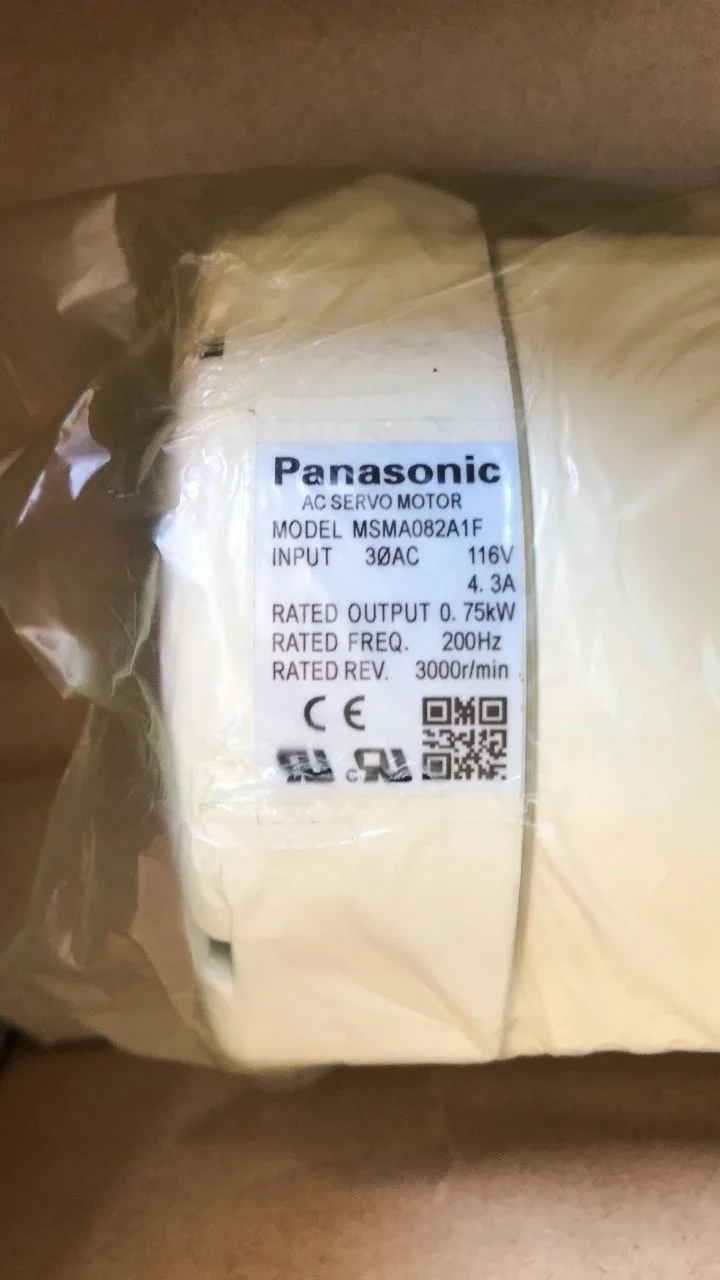 Panasonic
AC SERVO MOTOR
MODEL MSMA082A1F
INPUT 3ØAC 116V
4.3A
RATED OUTPUT 0.75kW
RATED FREQ. 200Hz
RATED REV. 3000r/min
CE
c